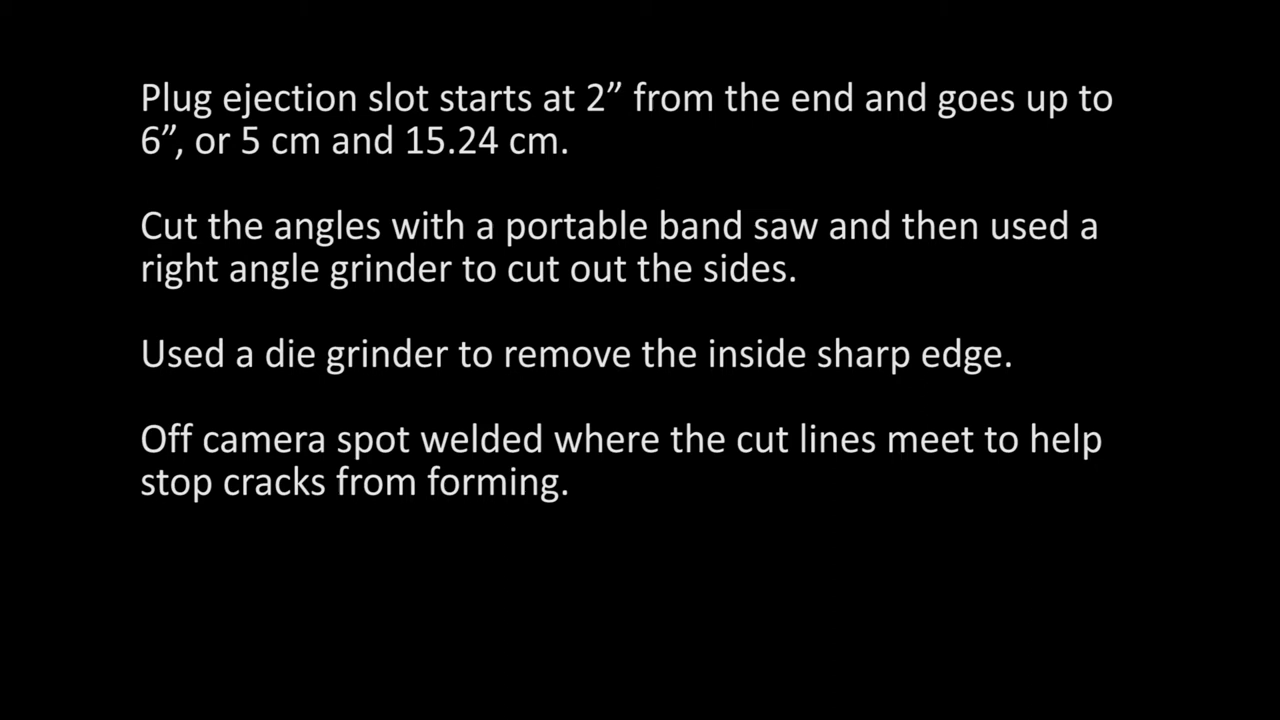 Plug ejection slot starts at 2” from the end and goes up to
6”, or 5 cm and 15.24 cm.
Cut the angles with a portable band saw and then used a
right angle grinder to cut out the sides.
Used a die grinder to remove the inside sharp edge.
Off camera spot welded where the cut lines meet to help
stop cracks from forming.